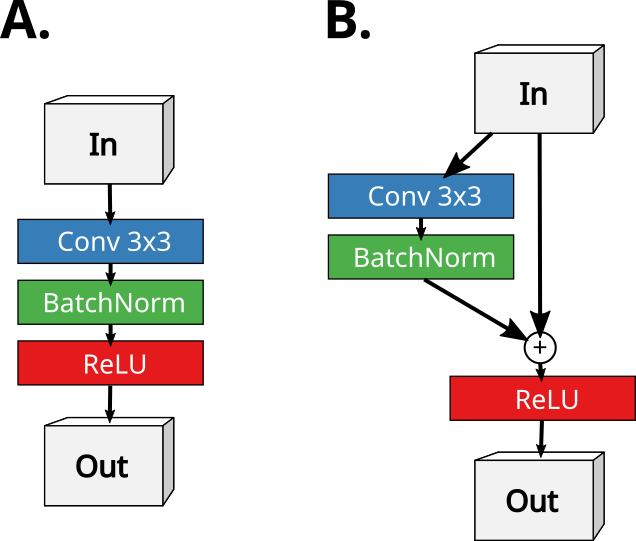 A.
In
Conv 3x3
BatchNorm
ReLU
Out
B.
In
Conv 3x3
BatchNorm
+
ReLU
Out